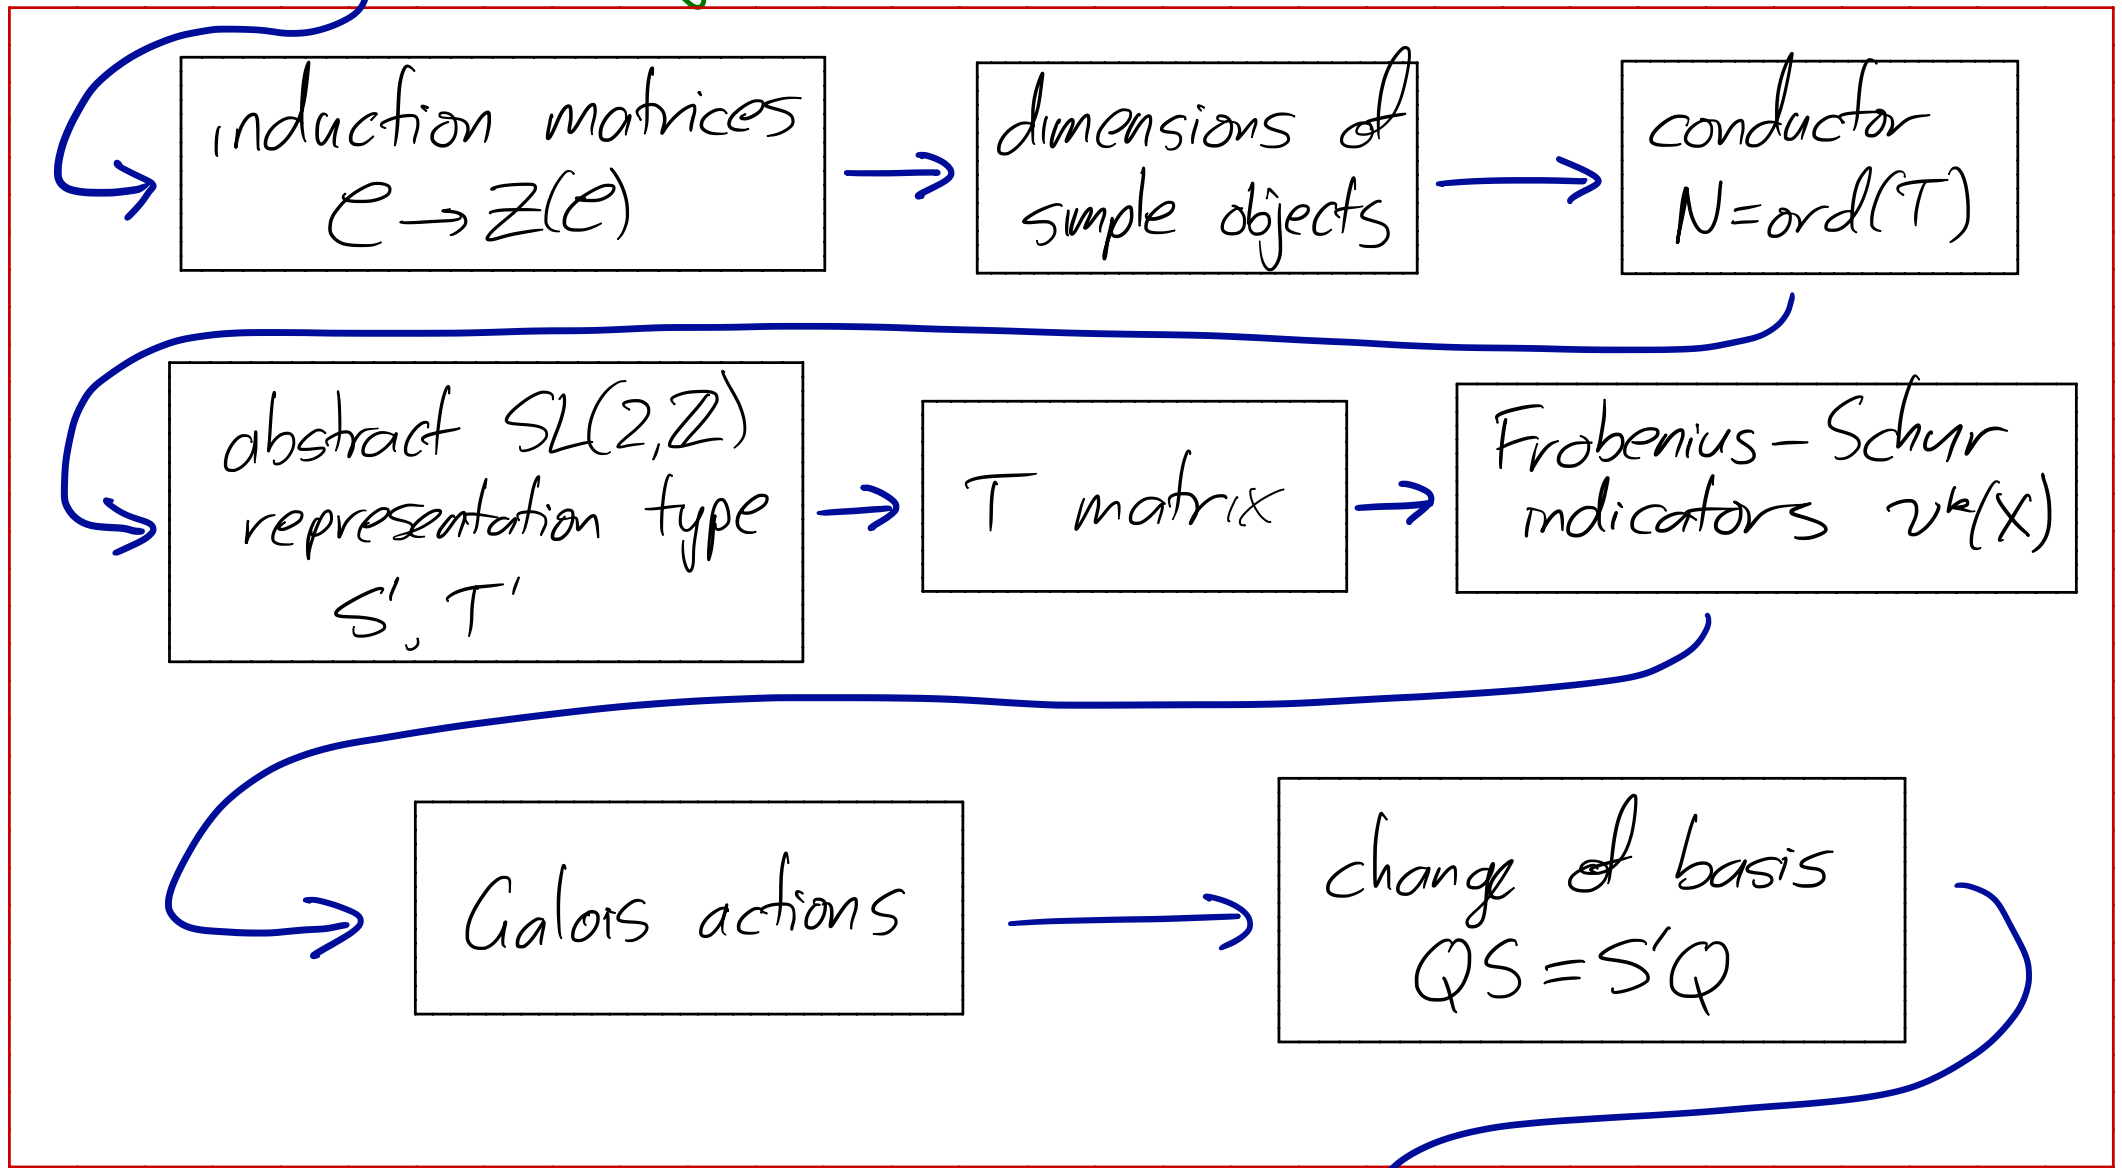 induction matrices
𝒞 → Z(𝒞)
dimensions of
simple objects
conductor
N=ord(T)
abstract SL(2,ℤ)
representation type
S', T'
T matrix
Frobenius-Schur
indicators νᵏ(X)
Galois actions
change of basis
QS=S'Q